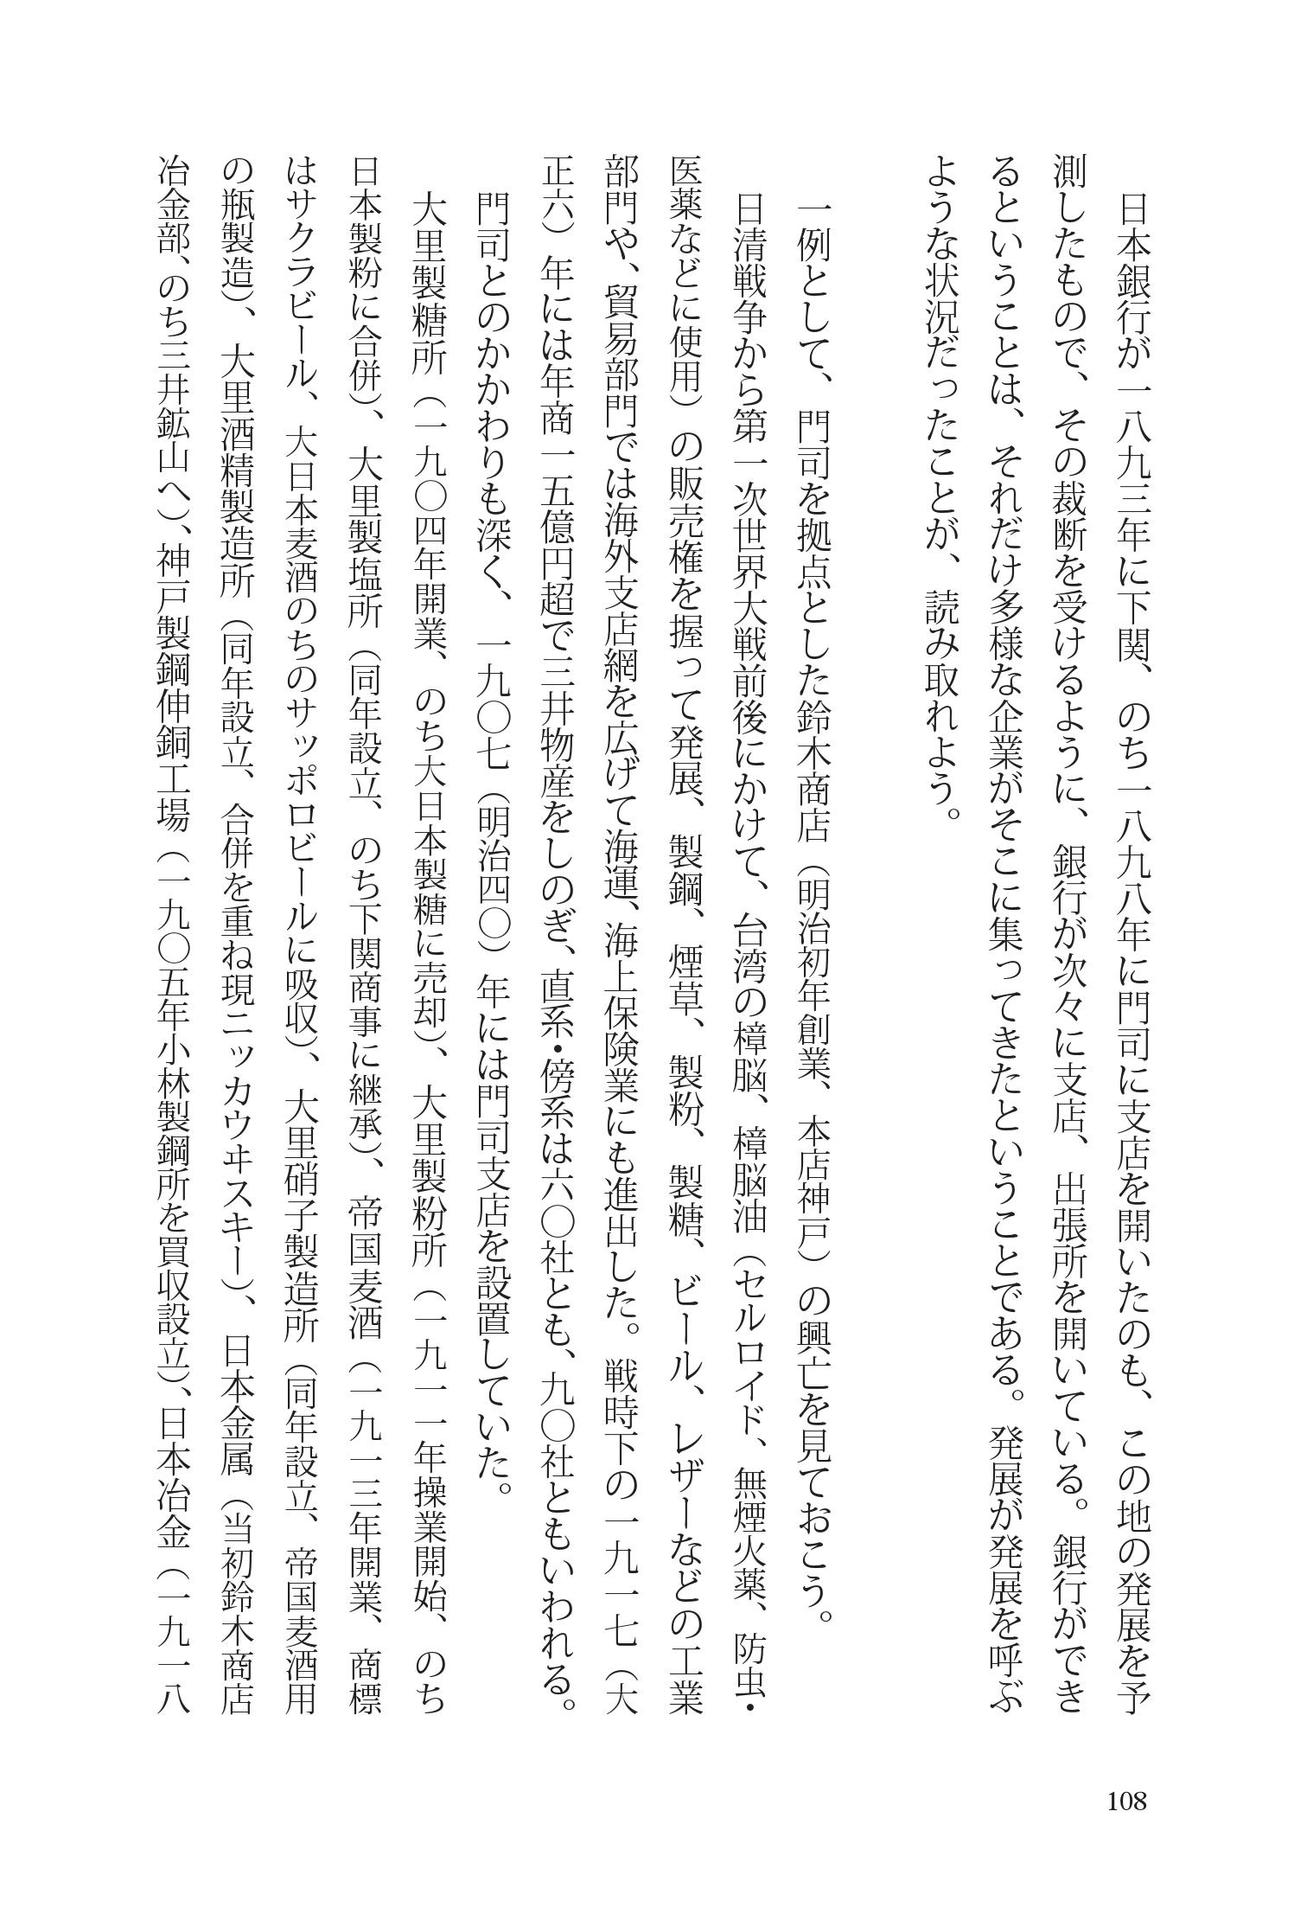 日本銀行が一八九三年に下関、のち一八九八年に門司に支店を開いたのも、この地の発展を予
測したもので、その裁断を受けるように、銀行が次々に支店、出張所を開いている。銀行ができ
るということは、それだけ多様な企業がそこに集ってきたということである。発展が発展を呼ぶ
ような状況だったことが、読み取れよう。
一例として、門司を拠点とした鈴木商店（明治初年創業、本店神戸）の興亡を見ておこう。
日清戦争から第一次世界大戦前後にかけて、台湾の樟脳、樟脳油（セルロイド、無煙火薬、防虫・
医薬などに使用）の販売権を握って発展、製鋼、煙草、製粉、製糖、ビール、レザーなどの工業
部門や、貿易部門では海外支店網を広げて海運、海上保険業にも進出した。戦時下の一九一七（大
正六）年には年商一五億円超で三井物産をしのぎ、直系・傍系は六〇社とも、九〇社ともいわれる。
門司とのかかわりも深く、一九〇七（明治四〇）年には門司支店を設置していた。
大里製糖所（一九〇四年開業、のち大日本製糖に売却）、大里製粉所（一九一一年操業開始、のち
日本製粉に合併）、大里製塩所（同年設立、のち下関商事に継承）、帝国麦酒（一九一三年開業、商標
はサクラビール、大日本麦酒のちのサッポロビールに吸収）、大里硝子製造所（同年設立、帝国麦酒用
の瓶製造）、大里酒精製造所（同年設立、合併を重ね現ニッカウヰスキー）、日本金属（当初鈴木商店
冶金部、のち三井鉱山へ）、神戸製鋼伸銅工場（一九〇五年小林製鋼所を買収設立）、日本冶金（一九一八
108